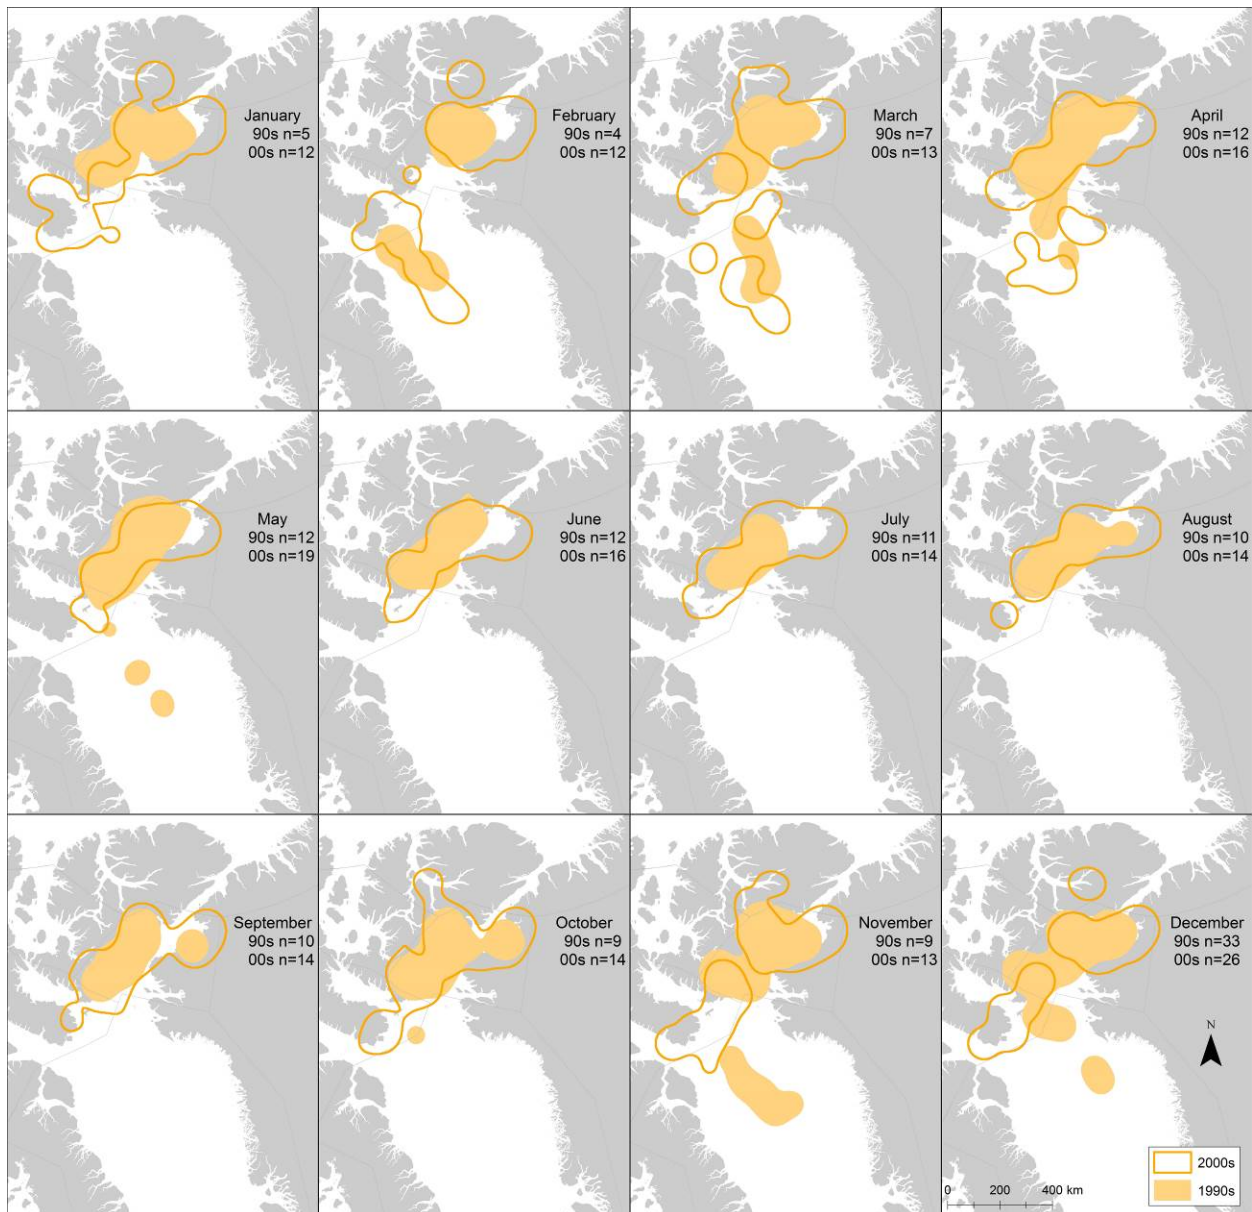 January
90s n=5
00s n=12
February
90s n=4
00s n=12
March
90s n=7
00s n=13
April
90s n=12
00s n=16
May
90s n=12
00s n=19
June
90s n=12
00s n=16
July
90s n=11
00s n=14
August
90s n=10
00s n=14
September
90s n=10
00s n=14
October
90s n=9
00s n=14
November
90s n=9
00s n=13
December
90s n=33
00s n=26
N
2000s
1990s
0 200 400 km